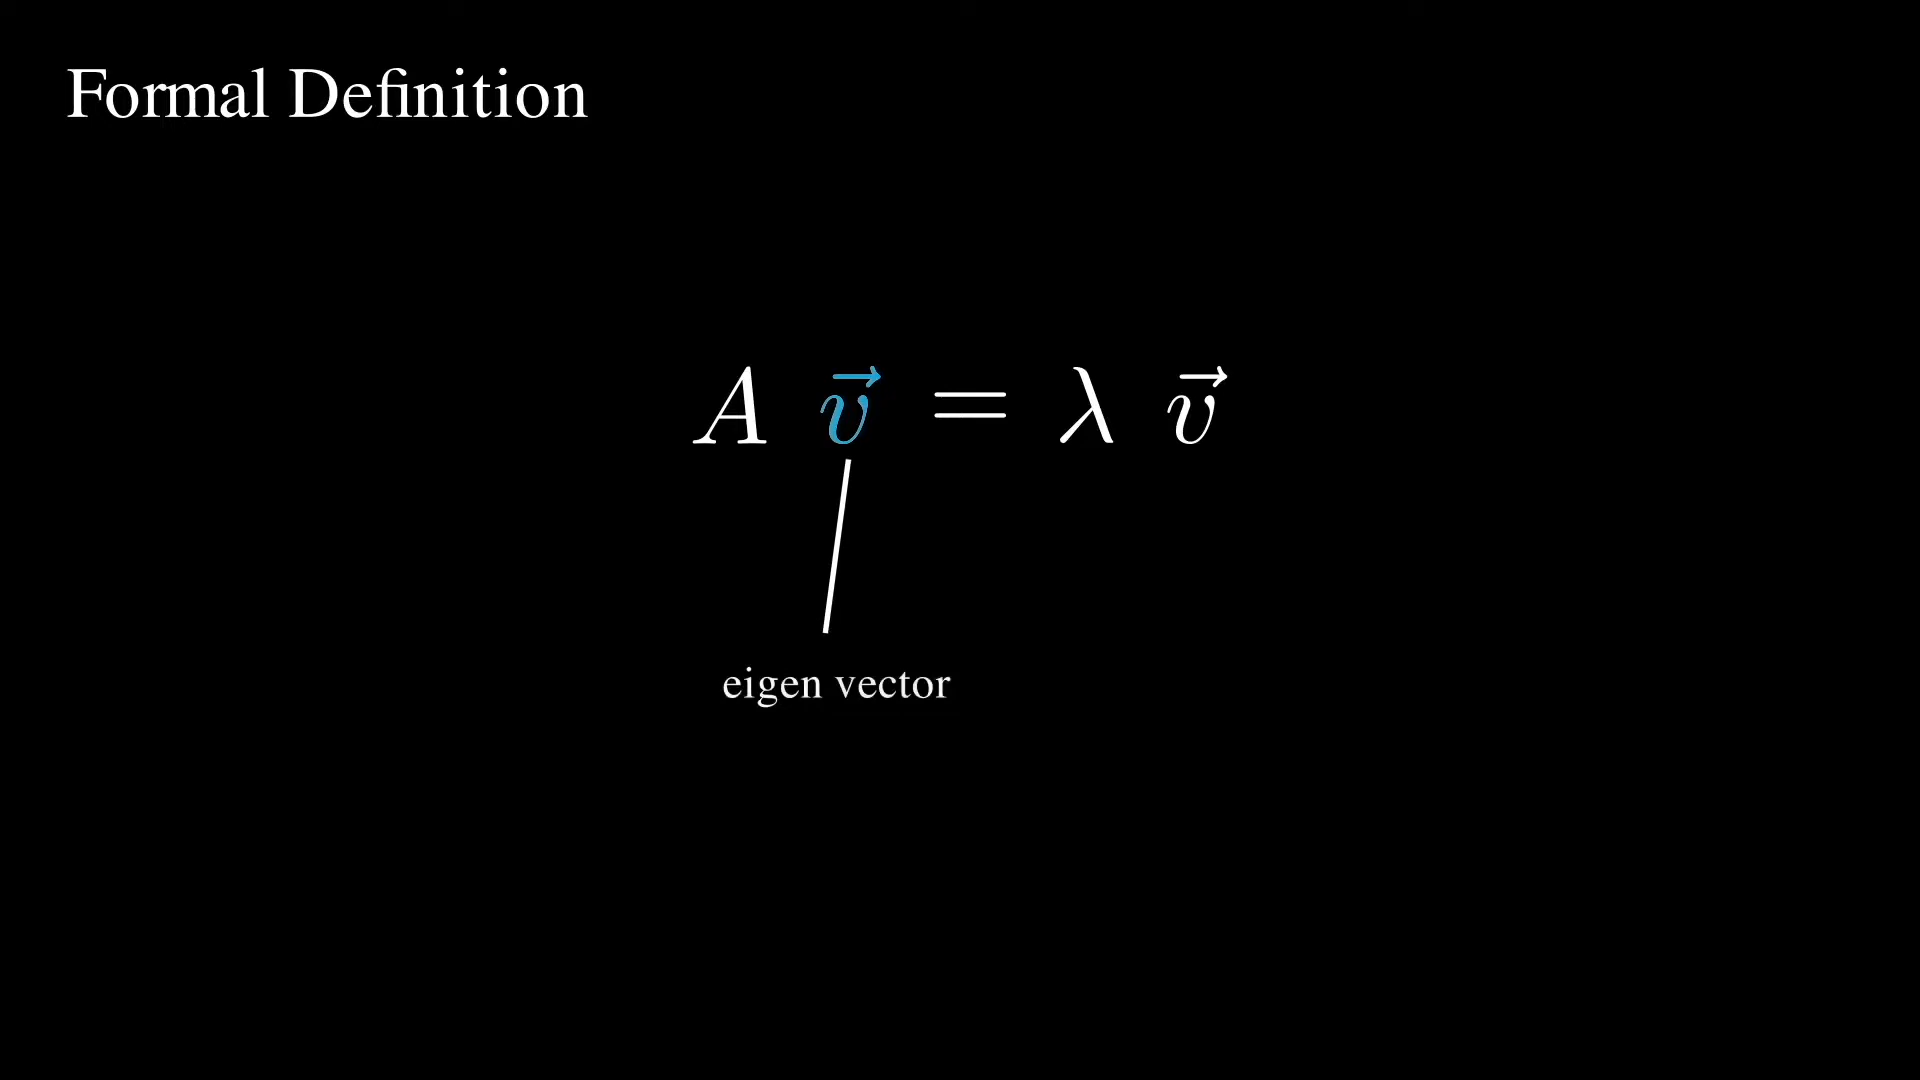 Formal Definition
A v⃗ = λ v⃗
eigen vector